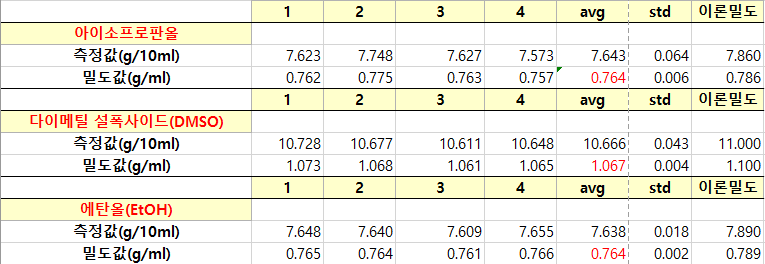 1 2 3 4 avg std 이론밀도
아이소프로판올
측정값(g/10ml) 7.623 7.748 7.627 7.573 7.643 0.064 7.860
밀도값(g/ml) 0.762 0.775 0.763 0.757 0.764 0.006 0.786
1 2 3 4 avg std 이론밀도
다이메틸 설폭사이드(DMSO)
측정값(g/10ml) 10.728 10.677 10.611 10.648 10.666 0.043 11.000
밀도값(g/ml) 1.073 1.068 1.061 1.065 1.067 0.004 1.100
1 2 3 4 avg std 이론밀도
에탄올(EtOH)
측정값(g/10ml) 7.648 7.640 7.609 7.655 7.638 0.018 7.890
밀도값(g/ml) 0.765 0.764 0.761 0.766 0.764 0.002 0.789